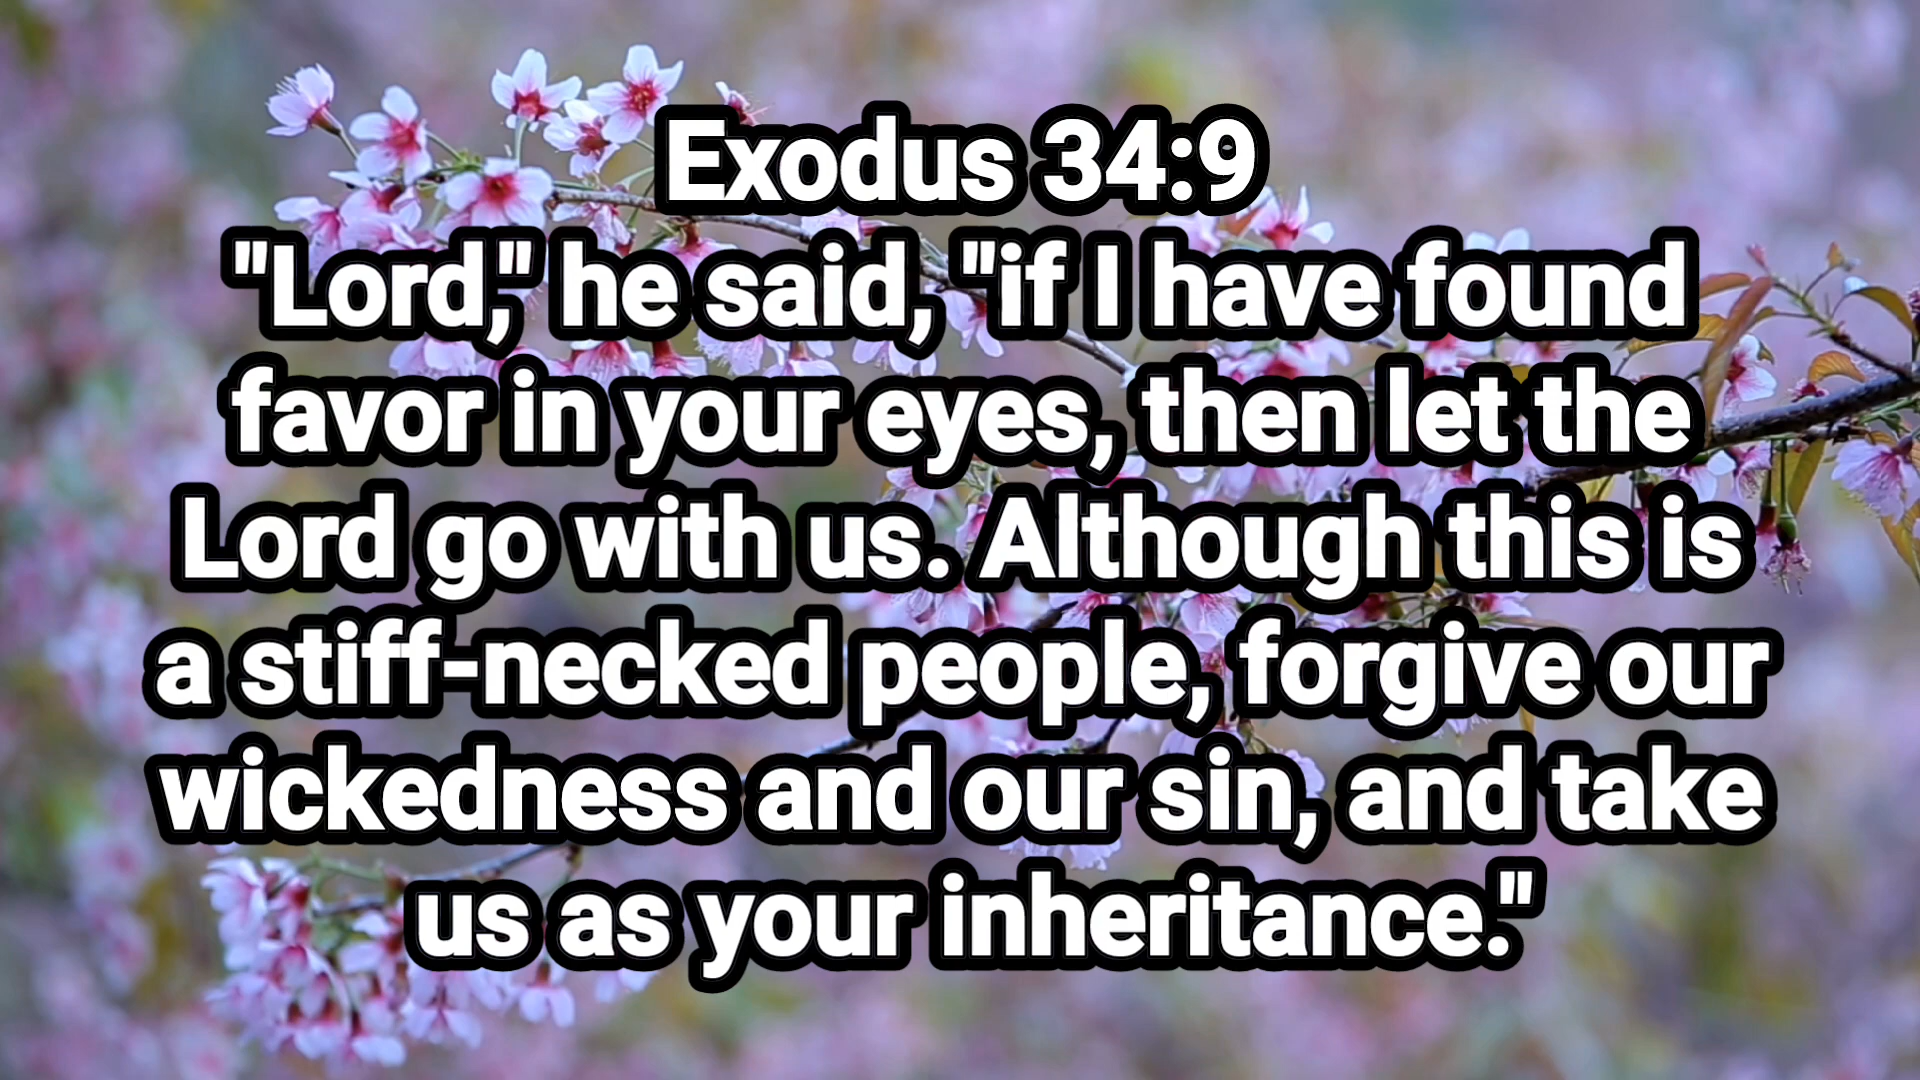 Exodus 34:9
"Lord," he said, "if I have found
favor in your eyes, then let the
Lord go with us. Although this is
a stiff-necked people, forgive our
wickedness and our sin, and take
us as your inheritance."